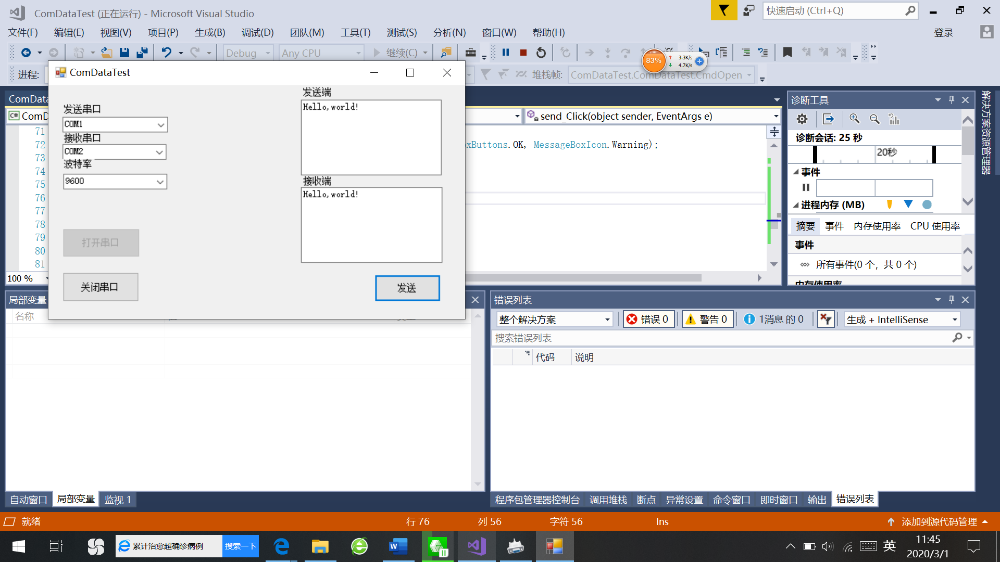 ComDataTest (正在运行) - Microsoft Visual Studio
快速启动 (Ctrl+Q)
文件(F) 编辑(E) 视图(V) 项目(P) 生成(B) 调试(D) 团队(M) 工具(T) 测试(S) 分析(N) 窗口(W) 帮助(H)
登录
Debug Any CPU 继续(C)
83% 3.3K/s
4.7K/s
进程: 堆栈帧: ComDataTest.ComDataTest.CmdOpen
ComDataTest
发送串口
COM1
接收串口
COM2
波特率
9600
打开串口
关闭串口
发送端
Hello,world!
接收端
Hello,world!
发送
ComData
C# ComD
send_Click(object sender, EventArgs e)
71
72
xButtons.OK, MessageBoxIcon.Warning);
73
74
75
76
77
78
79
80
81
100 %
诊断工具
诊断会话: 25 秒
20秒
事件
进程内存 (MB)
摘要 事件 内存使用率 CPU 使用率
事件
所有事件(0 个，共 0 个)
内存使用率
解决方案资源管理器
局部变量
名称
错误列表
整个解决方案 错误 0 警告 0 1消息 的 0 生成 + IntelliSense
搜索错误列表
代码 说明
自动窗口 局部变量 监视 1
程序包管理器控制台 调用堆栈 断点 异常设置 命令窗口 即时窗口 输出 错误列表
就绪 行 76 列 56 字符 56 Ins 添加到源代码管理
累计治愈超确诊病例 搜索一下
英
11:45
2020/3/1